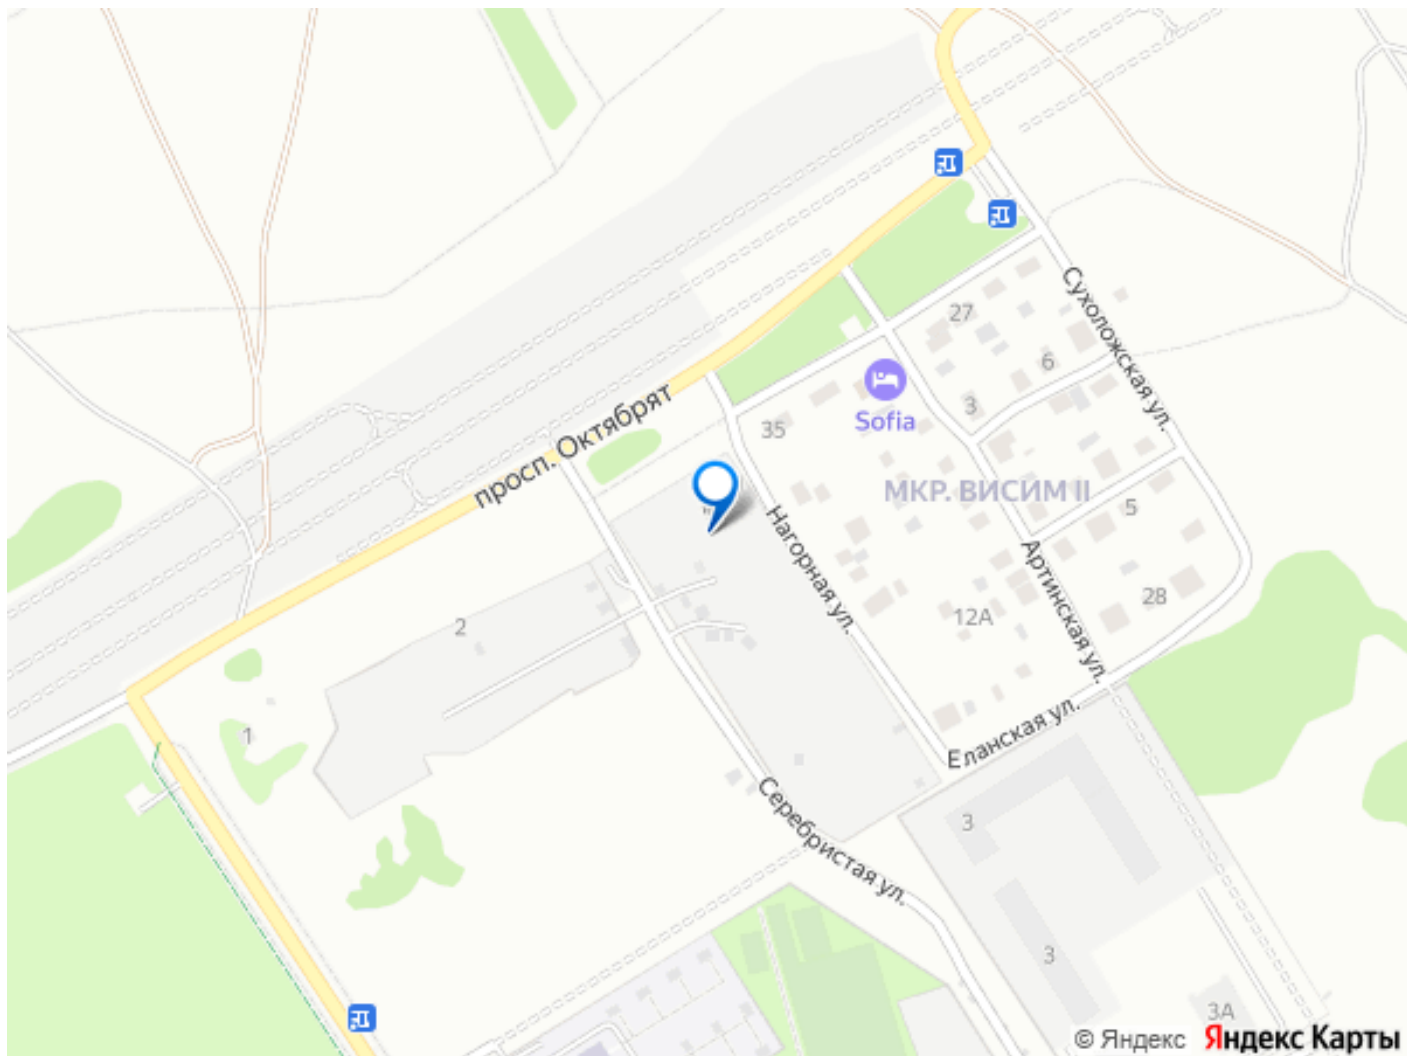 просп. Октябрят
Сухоложская ул.
27
6
3
Sofia
35
МКР. ВИСИМ II
5
Нагорная ул.
Артинская ул.
28
12А
2
1
Еланская ул.
Серебристая ул.
3
3
3А
© Яндекс Яндекс Карты